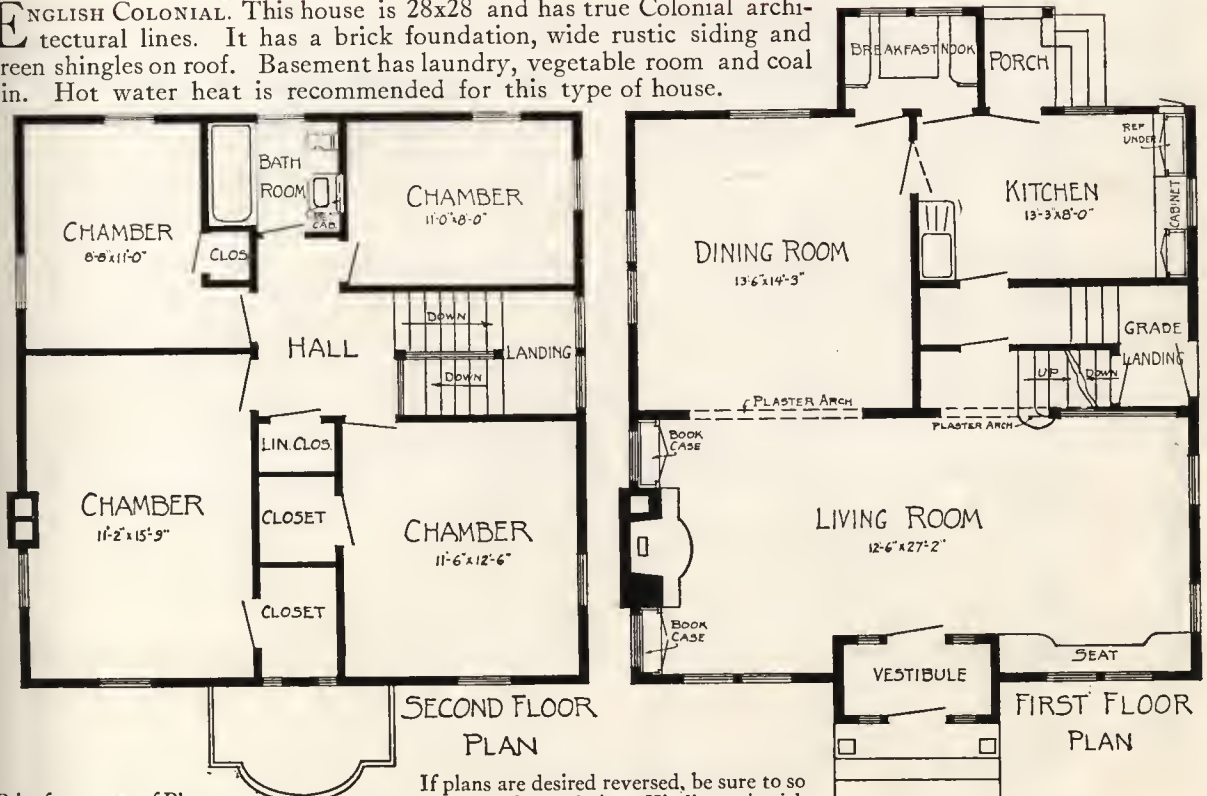 ENGLISH COLONIAL. This house is 28x28 and has true Colonial archi-
tectural lines. It has a brick foundation, wide rustic siding and
reen shingles on roof. Basement has laundry, vegetable room and coal
in. Hot water heat is recommended for this type of house.
CHAMBER
8'-8"x11'-0"
BATH
ROOM
CAB.
CLOS
CHAMBER
11'-0"x8'-0"
HALL
DOWN
DOWN
LANDING
CHAMBER
11'-2"x15'-9"
LIN. CLOS.
CLOSET
CLOSET
CHAMBER
11'-6"x12'-6"
SECOND FLOOR
PLAN
BREAKFAST NOOK
PORCH
REF
UNDER
KITCHEN
13'-3"x8'-0"
CABINET
DINING ROOM
13'6"x14'-3"
GRADE
LANDING
UP
DOWN
PLASTER ARCH
PLASTER ARCH
BOOK
CASE
LIVING ROOM
12'-6"x27'-2"
BOOK
CASE
SEAT
VESTIBULE
FIRST FLOOR
PLAN
If plans are desired reversed, be sure to so